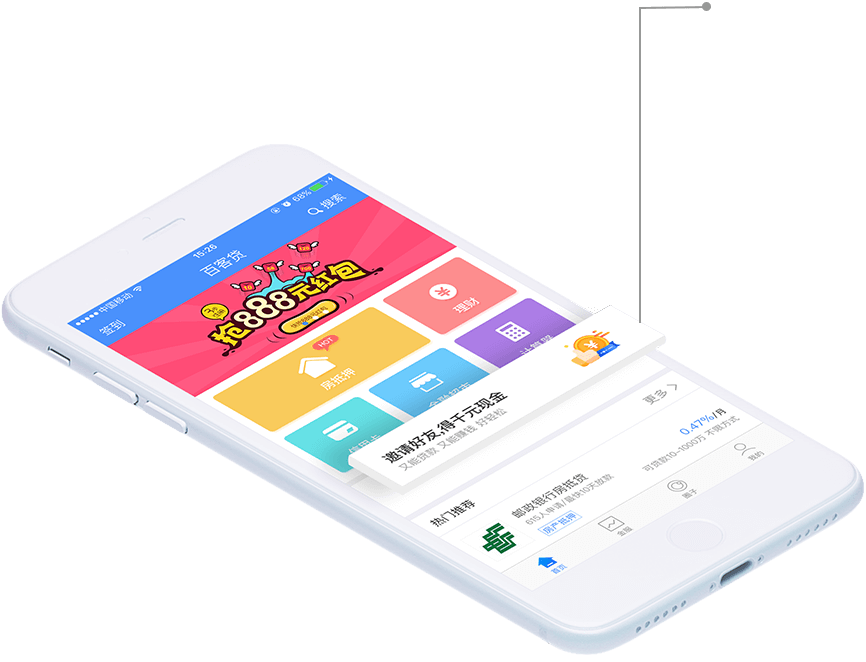 中国移动
15:26
68%
签到
百客贷
搜索
抢888元红包
HOT
房抵押
理财
邀请好友,得千元现金
又能贷款 又能赚钱 好轻松
热门推荐
更多
邮政银行房抵贷
0.47%/月
615人申请/最快10天放款
可贷款10-1000万 不限方式
房产抵押
首页
金服
圈子
我的